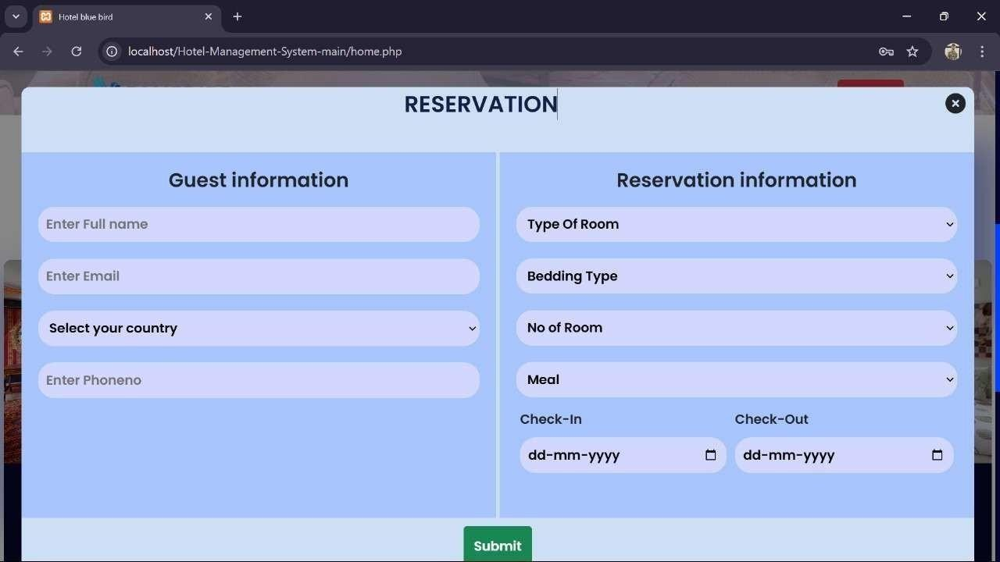 Hotel blue bird
localhost/Hotel-Management-System-main/home.php
RESERVATION
Guest information
Enter Full name
Enter Email
Select your country
Enter Phoneno
Reservation information
Type Of Room
Bedding Type
No of Room
Meal
Check-In
Check-Out
dd-mm-yyyy
dd-mm-yyyy
Submit